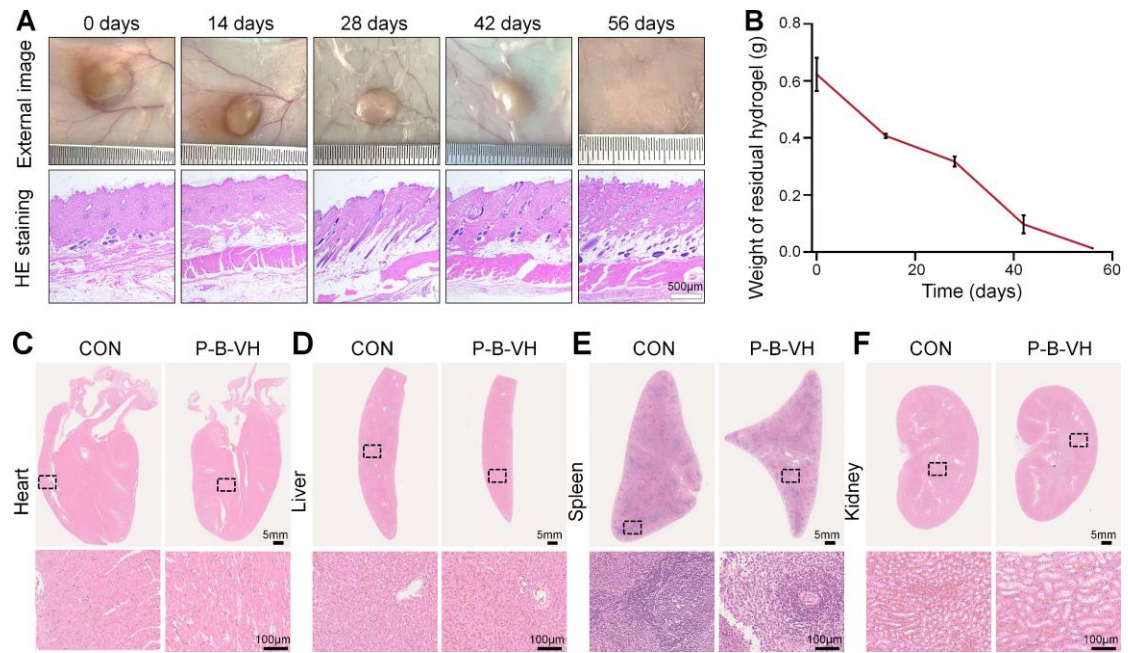 A
0 days
14 days
28 days
42 days
56 days
External image
HE staining
500μm
B
Weight of residual hydrogel (g)
0.8
0.6
0.4
0.2
0.0
0
20
40
60
Time (days)
C
CON
P-B-VH
Heart
5mm
100μm
D
CON
P-B-VH
Liver
5mm
100μm
E
CON
P-B-VH
Spleen
5mm
100μm
F
CON
P-B-VH
Kidney
5mm
100μm